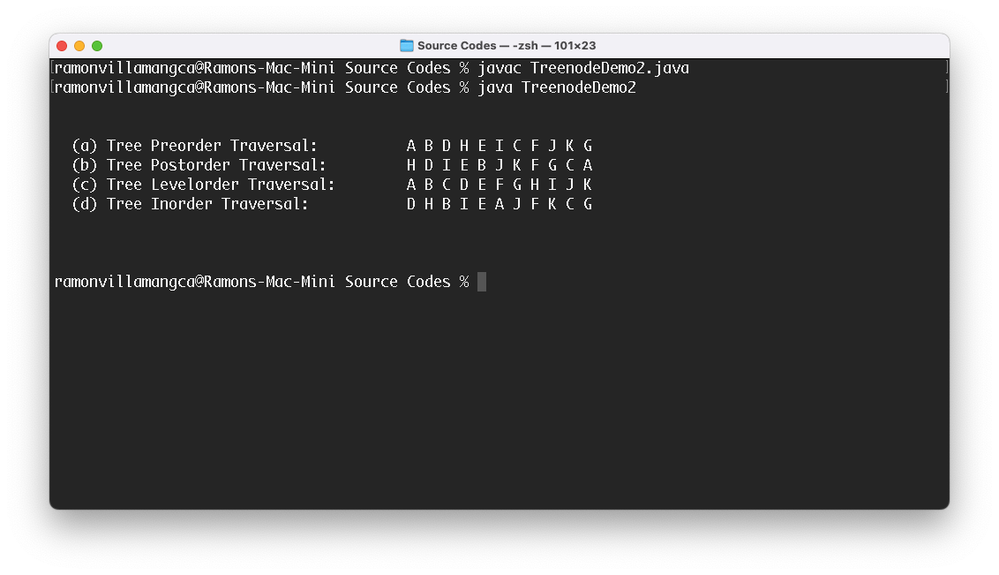 Source Codes — -zsh — 101×23
[ramonvillamangca@Ramons-Mac-Mini Source Codes % javac TreenodeDemo2.java ]
[ramonvillamangca@Ramons-Mac-Mini Source Codes % java TreenodeDemo2 ]
(a) Tree Preorder Traversal: A B D H E I C F J K G
(b) Tree Postorder Traversal: H D I E B J K F G C A
(c) Tree Levelorder Traversal: A B C D E F G H I J K
(d) Tree Inorder Traversal: D H B I E A J F K C G
ramonvillamangca@Ramons-Mac-Mini Source Codes %